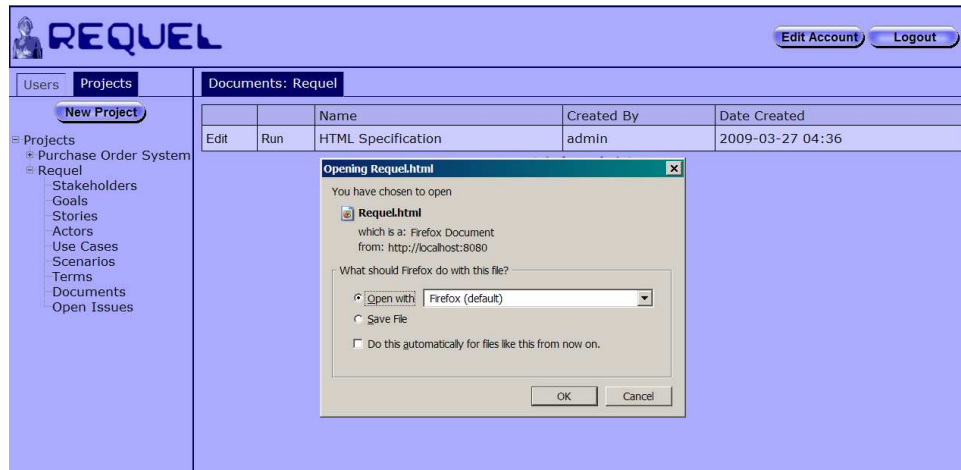 REQUEL
Edit Account Logout
Users Projects
Documents: Requel
New Project
Projects
Purchase Order System
Requel
Stakeholders
Goals
Stories
Actors
Use Cases
Scenarios
Terms
Documents
Open Issues
Name Created By Date Created
Edit Run HTML Specification admin 2009-03-27 04:36
Opening Requel.html
You have chosen to open
Requel.html
which is a: Firefox Document
from: http://localhost:8080
What should Firefox do with this file?
Open with Firefox (default)
Save File
Do this automatically for files like this from now on.
OK Cancel